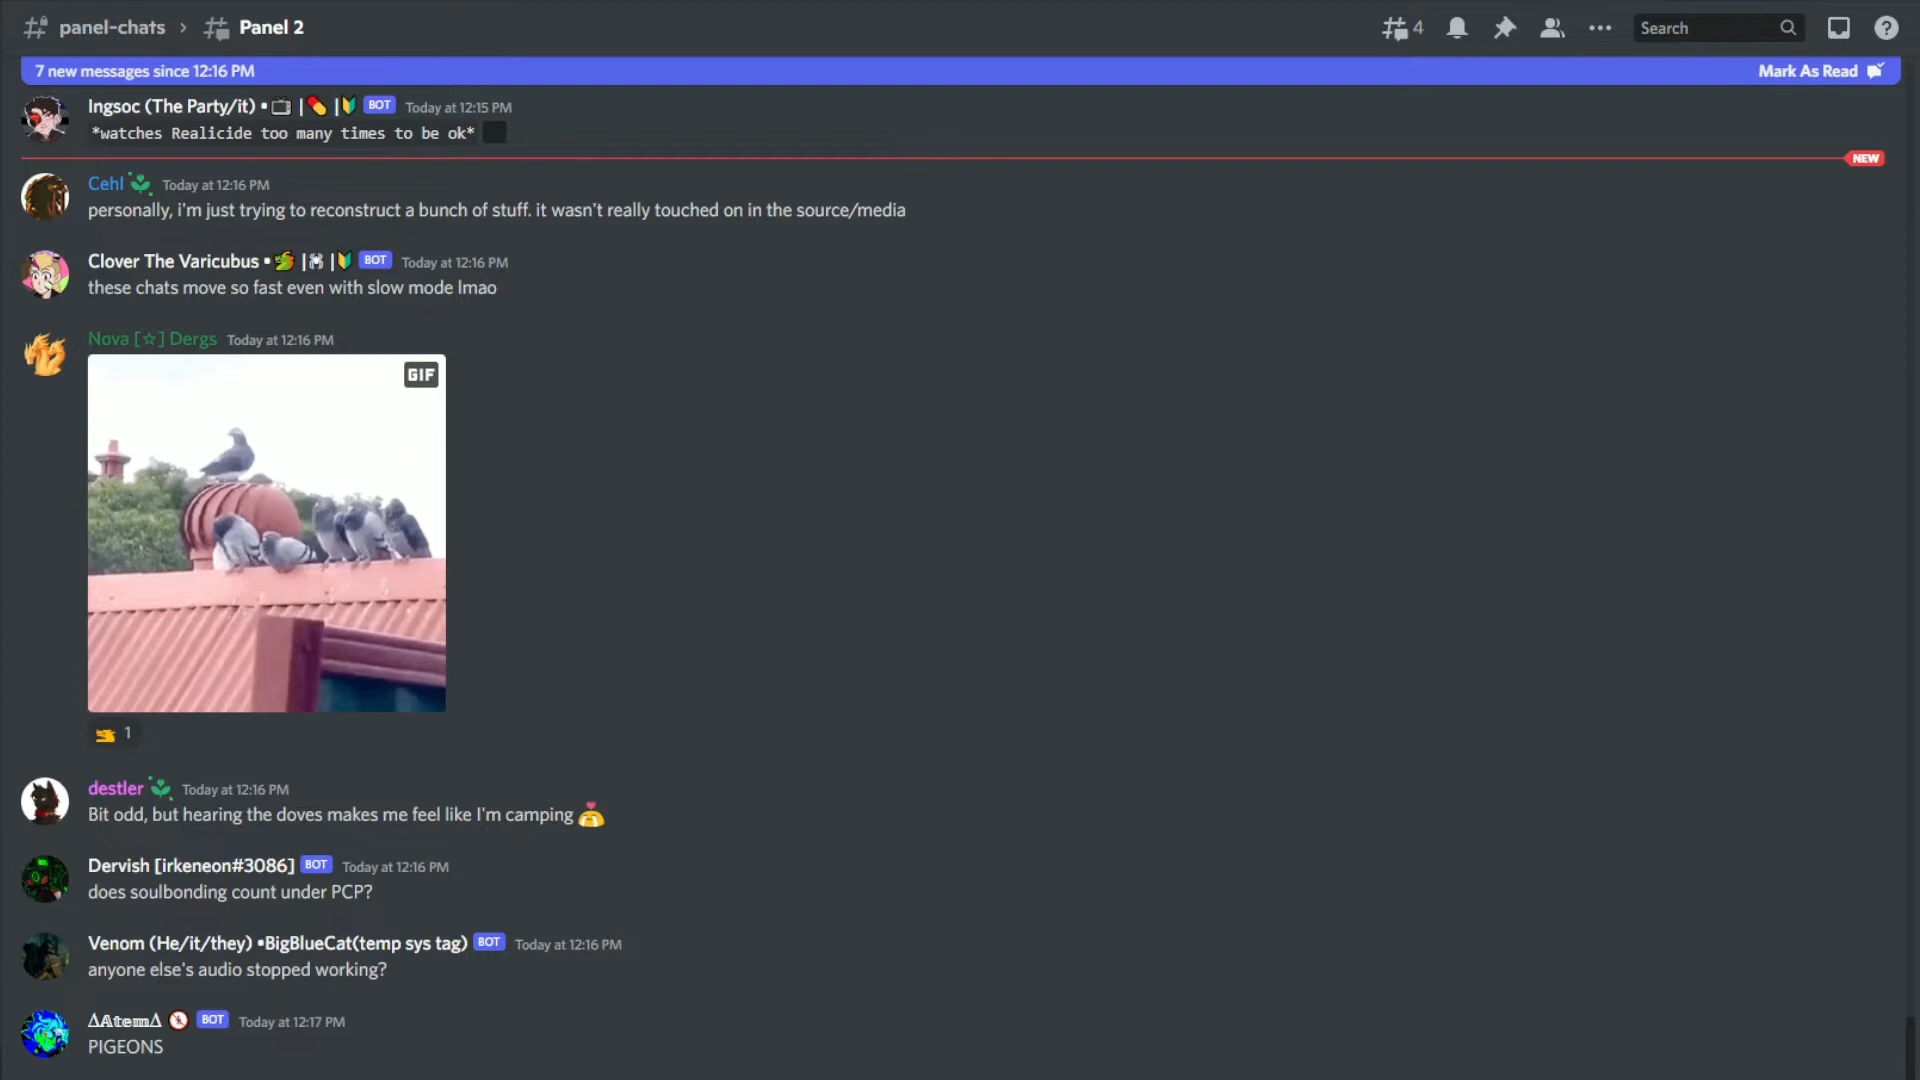 panel-chats › Panel 2 4 Search
7 new messages since 12:16 PM Mark As Read
Ingsoc (The Party/it) •📺 |💊 |🔰 BOT Today at 12:15 PM
*watches Realicide too many times to be ok*
NEW
Cehl Today at 12:16 PM
personally, i'm just trying to reconstruct a bunch of stuff. it wasn't really touched on in the source/media
Clover The Varicubus •🐲 |🕷 |🔰 BOT Today at 12:16 PM
these chats move so fast even with slow mode lmao
Nova [☆] Dergs Today at 12:16 PM
GIF
1
destler Today at 12:16 PM
Bit odd, but hearing the doves makes me feel like I'm camping
Dervish [irkeneon#3086] BOT Today at 12:16 PM
does soulbonding count under PCP?
Venom (He/it/they) •BigBlueCat(temp sys tag) BOT Today at 12:16 PM
anyone else's audio stopped working?
Δ𝔸𝕥𝕖𝕞Δ BOT Today at 12:17 PM
PIGEONS